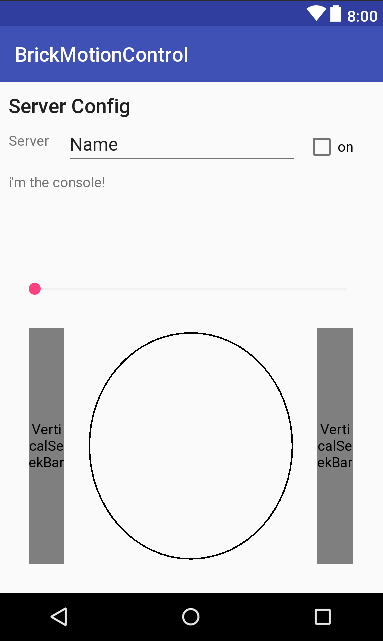 8:00
BrickMotionControl
Server Config
Server Name on
i'm the console!
Verti Verti
calSe calSe
ekBar ekBar